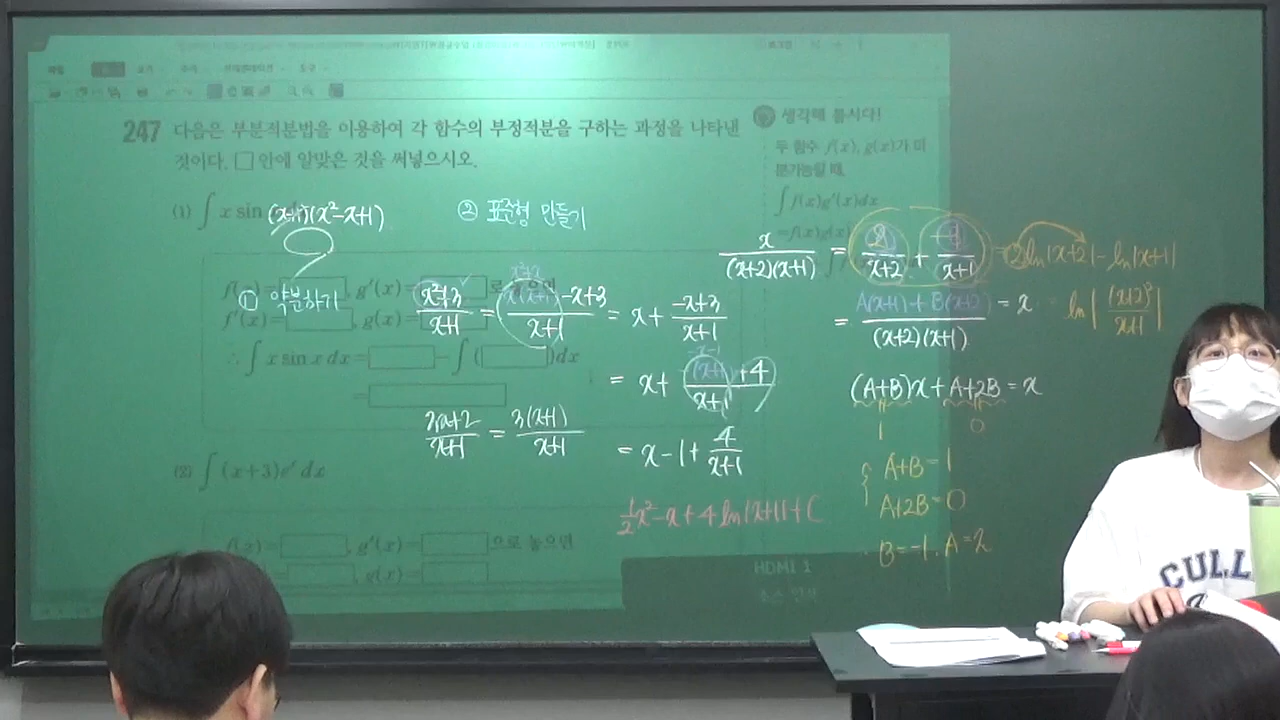 247 다음은 부분적분법을 이용하여 각 함수의 부정적분을 구하는 과정을 나타낸
것이다. □ 안에 알맞은 것을 써넣으시오.
생각해 봅시다!
두 함수 f(x), g(x)가 미
분가능할 때,
∫ f(x)g′(x)dx
=f(x)g(x)
(1) ∫ x sin
(x+1)(x²-x+1)
② 표준형 만들기
① 약분하기
g′(x)=
f′(x)=□, g(x)=
∴ ∫ x sin x dx=□-∫(□)dx
=□
(x²+3)/(x+1) = (x(x+1)-x+3)/(x+1) = x + (-x+3)/(x+1)
x²+x
= x + (-(x+1)+4)/(x+1)
-x-1
= x-1+ 4/(x+1)
= 3(x+1)/(x+1)
½x²-x+4ln|x+1|+C
x/((x+2)(x+1)) = 2/(x+2) + -1/(x+1) = 2ln|x+2|-ln|x+1|
= (A(x+1)+B(x+2))/((x+2)(x+1)) = x
= ln|(x+2)²/(x+1)|
(A+B)x+A+2B=x
1 0
A+B=1
A+2B=0
B=-1, A=2
(2) ∫ (x+3)eˣ dx
f(x)=□, g′(x)=□으로 놓으면
□, g(x)=□
HDMI 1
CULL